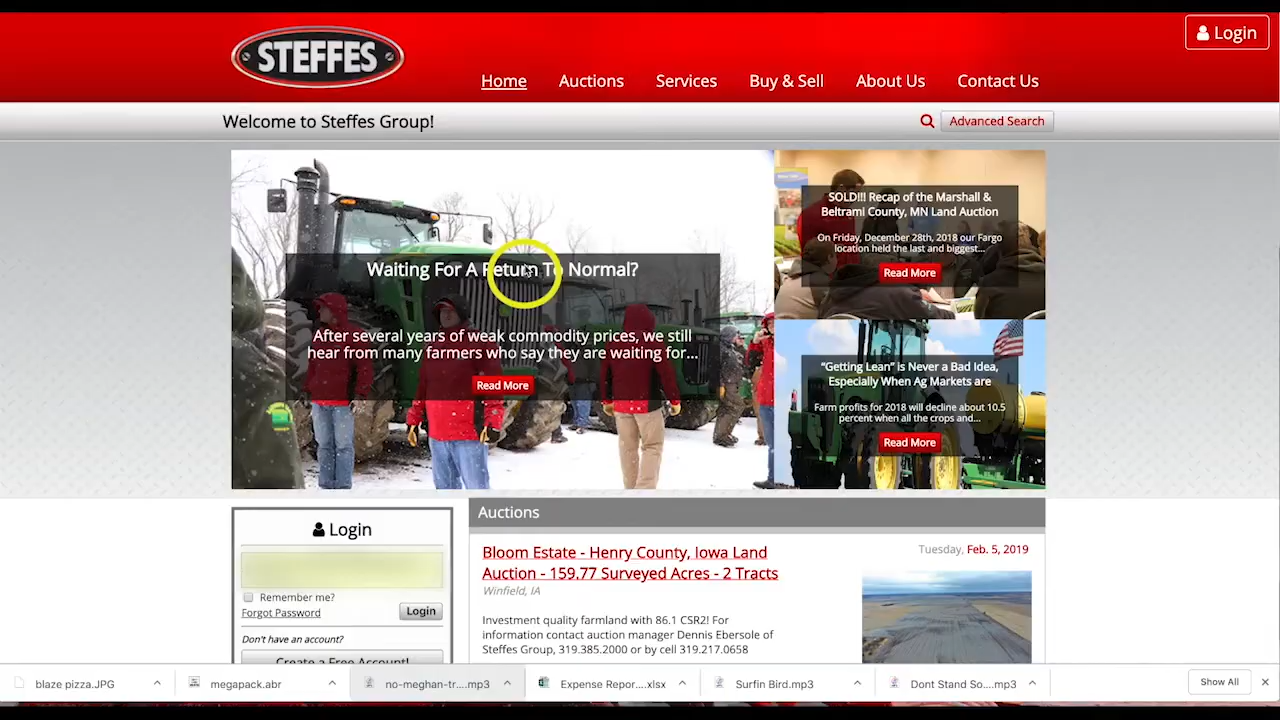 STEFFES
Login
Home
Auctions
Services
Buy & Sell
About Us
Contact Us
Welcome to Steffes Group!
Advanced Search
Waiting For A Return To Normal?
After several years of weak commodity prices, we still
hear from many farmers who say they are waiting for...
Read More
SOLD!!! Recap of the Marshall &
Beltrami County, MN Land Auction
On Friday, December 28th, 2018 our Fargo
location held the last and biggest...
Read More
“Getting Lean” is Never a Bad Idea,
Especially When Ag Markets are
Farm profits for 2018 will decline about 10.5
percent when all the crops and...
Read More
Login
Remember me?
Forgot Password
Login
Don't have an account?
Create a Free Account!
Auctions
Bloom Estate - Henry County, Iowa Land
Auction - 159.77 Surveyed Acres - 2 Tracts
Winfield, IA
Tuesday, Feb. 5, 2019
Investment quality farmland with 86.1 CSR2! For
information contact auction manager Dennis Ebersole of
Steffes Group, 319.385.2000 or by cell 319.217.0658
blaze pizza.JPG
megapack.abr
no-meghan-tr....mp3
Expense Repor....xlsx
Surfin Bird.mp3
Dont Stand So....mp3
Show All